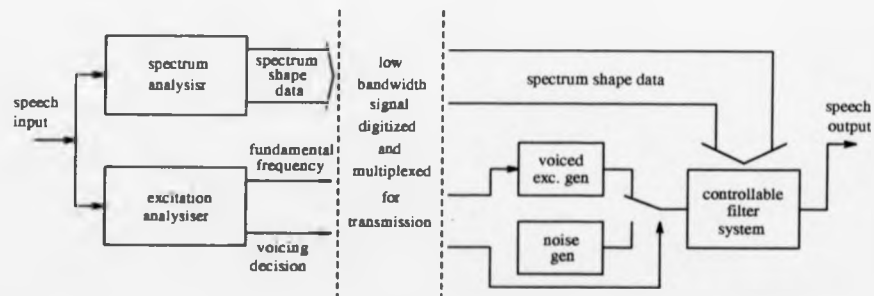 speech
input
spectrum
analysisr
spectrum
shape
data
fundamental
frequency
excitation
analysiser
voicing
decision
low
bandwidth
signal
digitized
and
multiplexed
for
transmission
spectrum shape data
voiced
exc. gen
noise
gen
controllable
filter
system
speech
output